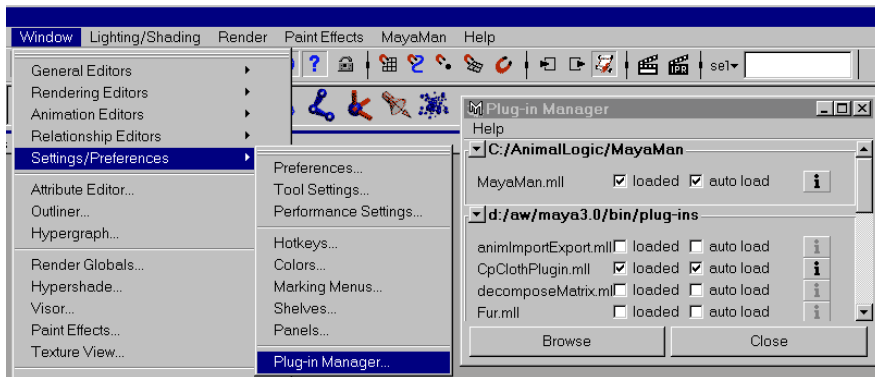 Window Lighting/Shading Render Paint Effects MayaMan Help
? IPR sel▾
General Editors
Rendering Editors
Animation Editors
Relationship Editors
Settings/Preferences
Attribute Editor...
Outliner...
Hypergraph...
Render Globals...
Hypershade...
Visor...
Paint Effects...
Texture View...
Preferences...
Tool Settings...
Performance Settings...
Hotkeys...
Colors...
Marking Menus...
Shelves...
Panels...
Plug-in Manager...
Plug-in Manager
Help
C:/AnimalLogic/MayaMan
MayaMan.mll loaded auto load i
d:/aw/maya3.0/bin/plug-ins
animImportExport.mll loaded auto load i
CpClothPlugin.mll loaded auto load i
decomposeMatrix.mll loaded auto load i
Fur.mll loaded auto load i
Browse Close